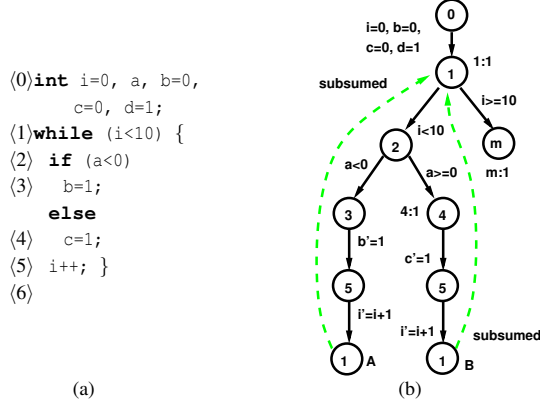 ⟨0⟩int i=0, a, b=0,
c=0, d=1;
⟨1⟩while (i<10) {
⟨2⟩ if (a<0)
⟨3⟩ b=1;
else
⟨4⟩ c=1;
⟨5⟩ i++; }
⟨6⟩
(a)
0
i=0, b=0,
c=0, d=1
1
1:1
subsumed
i<10
i>=10
2
m
m:1
a<0
a>=0
3
4:1
4
b'=1
c'=1
5
5
i'=i+1
i'=i+1
subsumed
1
A
1
B
(b)